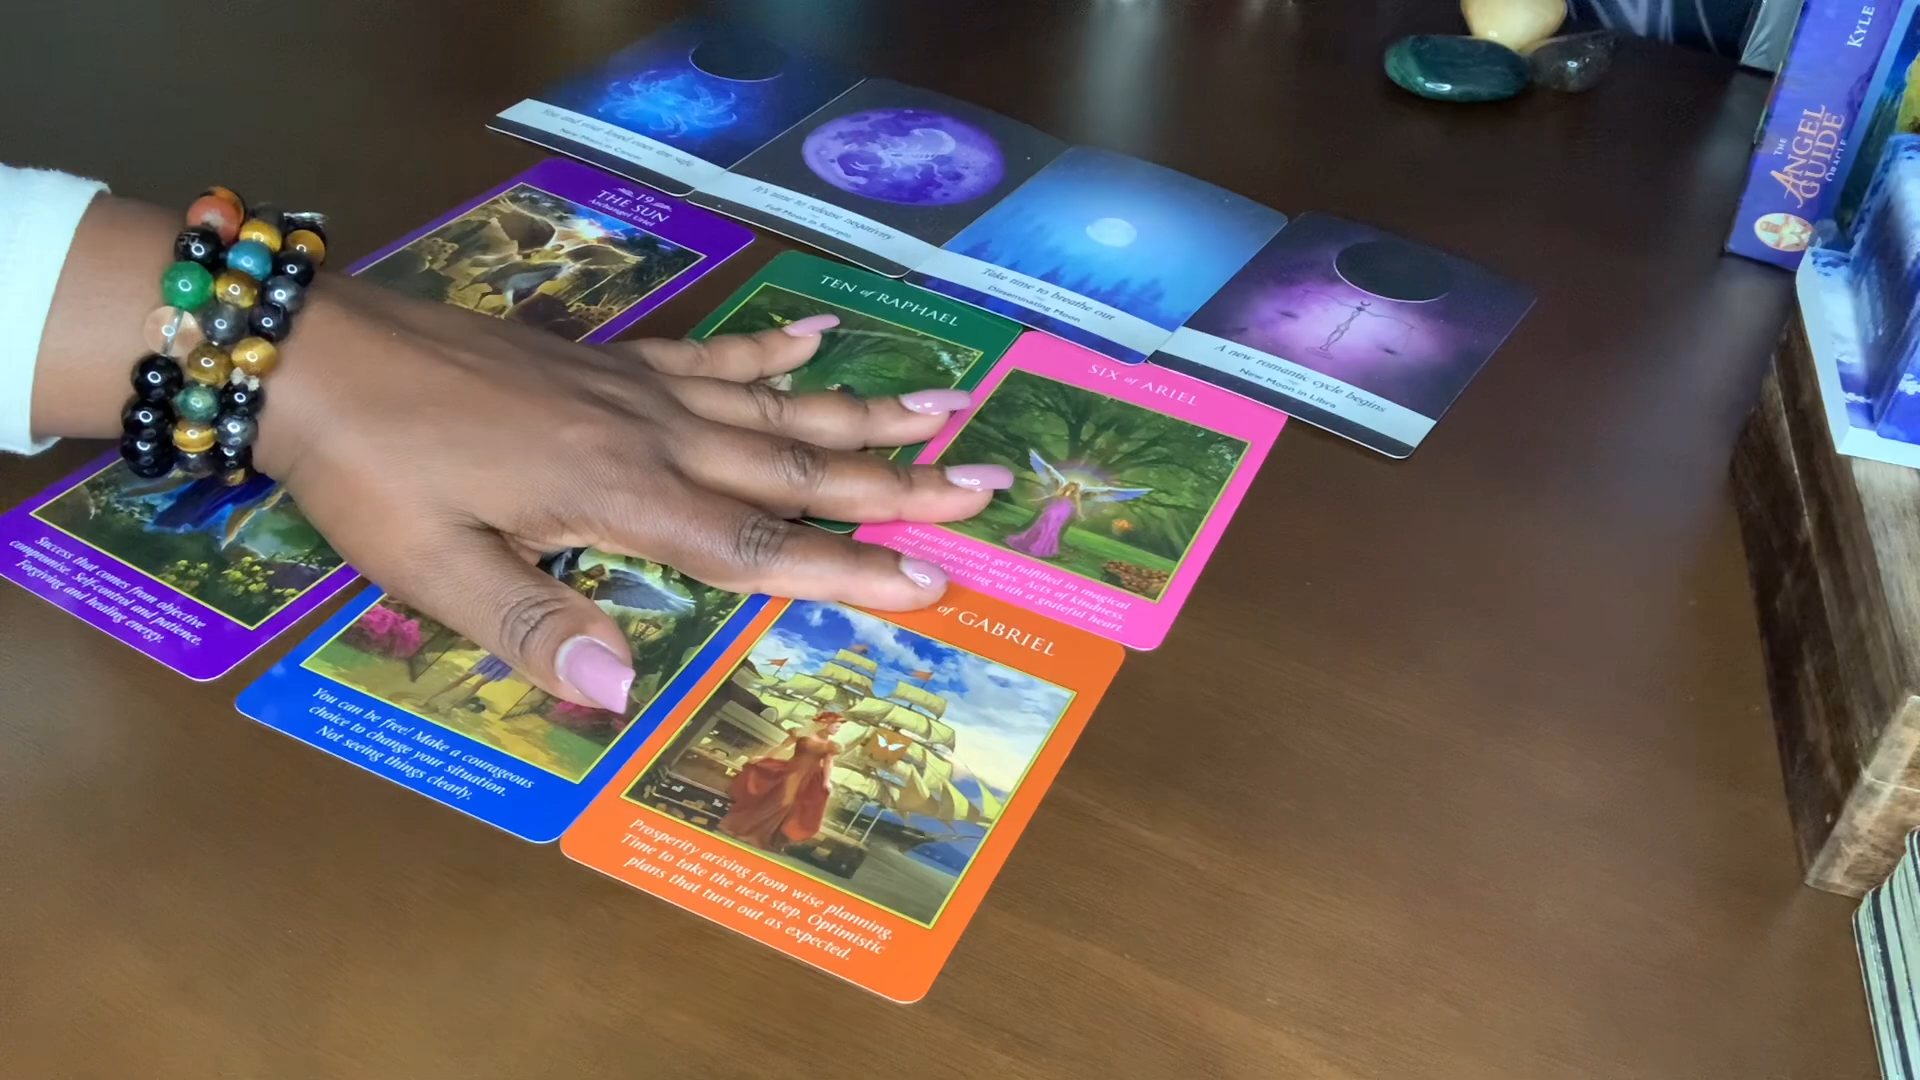 You and your loved ones are safe
New Moon in Cancer
It's time to release negativity
Full Moon in Scorpio
Take time to breathe out
Disseminating Moon
A new romantic cycle begins
New Moon in Libra
19
THE SUN
Archangel Uriel
TEN of RAPHAEL
SIX of ARIEL
Material needs get fulfilled in magical
and unexpected ways. Acts of kindness.
receiving with a grateful heart.
Success that comes from objective
compromise. Self-control and patience.
Forgiving and healing energy.
You can be free! Make a courageous
choice to change your situation.
Not seeing things clearly.
of GABRIEL
Prosperity arising from wise planning.
Time to take the next step. Optimistic
plans that turn out as expected.
KYLE
THE
ANGEL
GUIDE
ORACLE